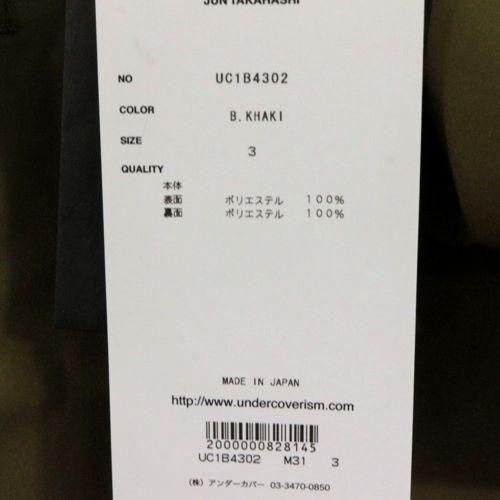 JUN TAKAHASHI
NO UC1B4302
COLOR B.KHAKI
SIZE 3
QUALITY
本体
表面 ポリエステル 100%
裏面 ポリエステル 100%
MADE IN JAPAN
http://www.undercoverism.com
2000000828145
UC1B4302 M31 3
(株) アンダーカバー 03-3470-0850